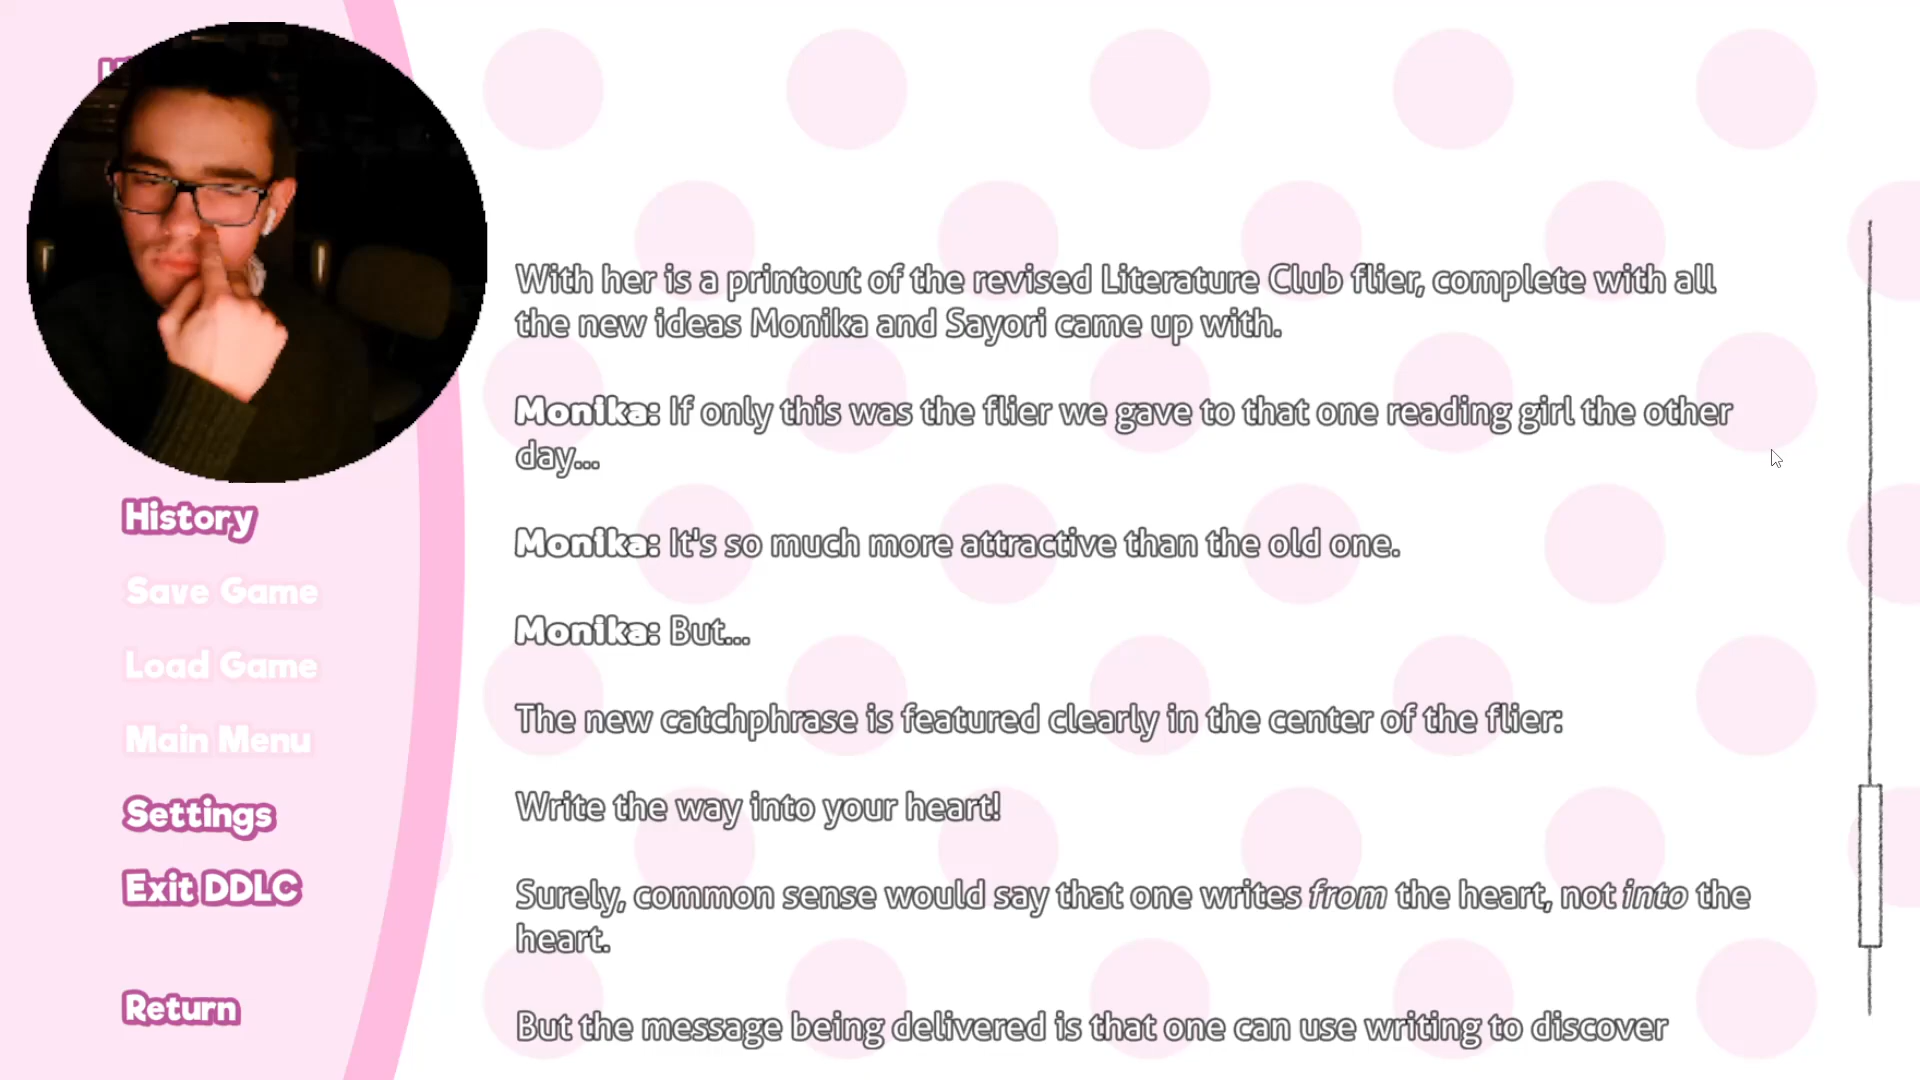 With her is a printout of the revised Literature Club flier, complete with all
the new ideas Monika and Sayori came up with.
Monika: If only this was the flier we gave to that one reading girl the other
day...
Monika: It's so much more attractive than the old one.
Monika: But...
The new catchphrase is featured clearly in the center of the flier:
Write the way into your heart!
Surely, common sense would say that one writes from the heart, not into the
heart.
But the message being delivered is that one can use writing to discover
History
Save Game
Load Game
Main Menu
Settings
Exit DDLC
Return